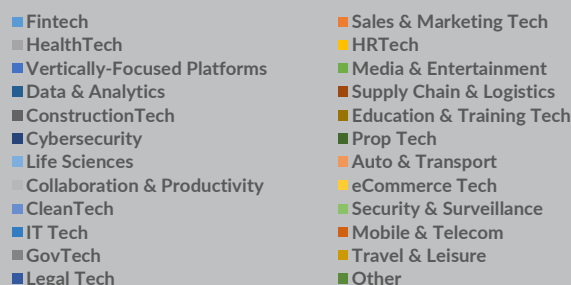 Fintech
Sales & Marketing Tech
HealthTech
HRTech
Vertically-Focused Platforms
Media & Entertainment
Data & Analytics
Supply Chain & Logistics
ConstructionTech
Education & Training Tech
Cybersecurity
Prop Tech
Life Sciences
Auto & Transport
Collaboration & Productivity
eCommerce Tech
CleanTech
Security & Surveillance
IT Tech
Mobile & Telecom
GovTech
Travel & Leisure
Legal Tech
Other